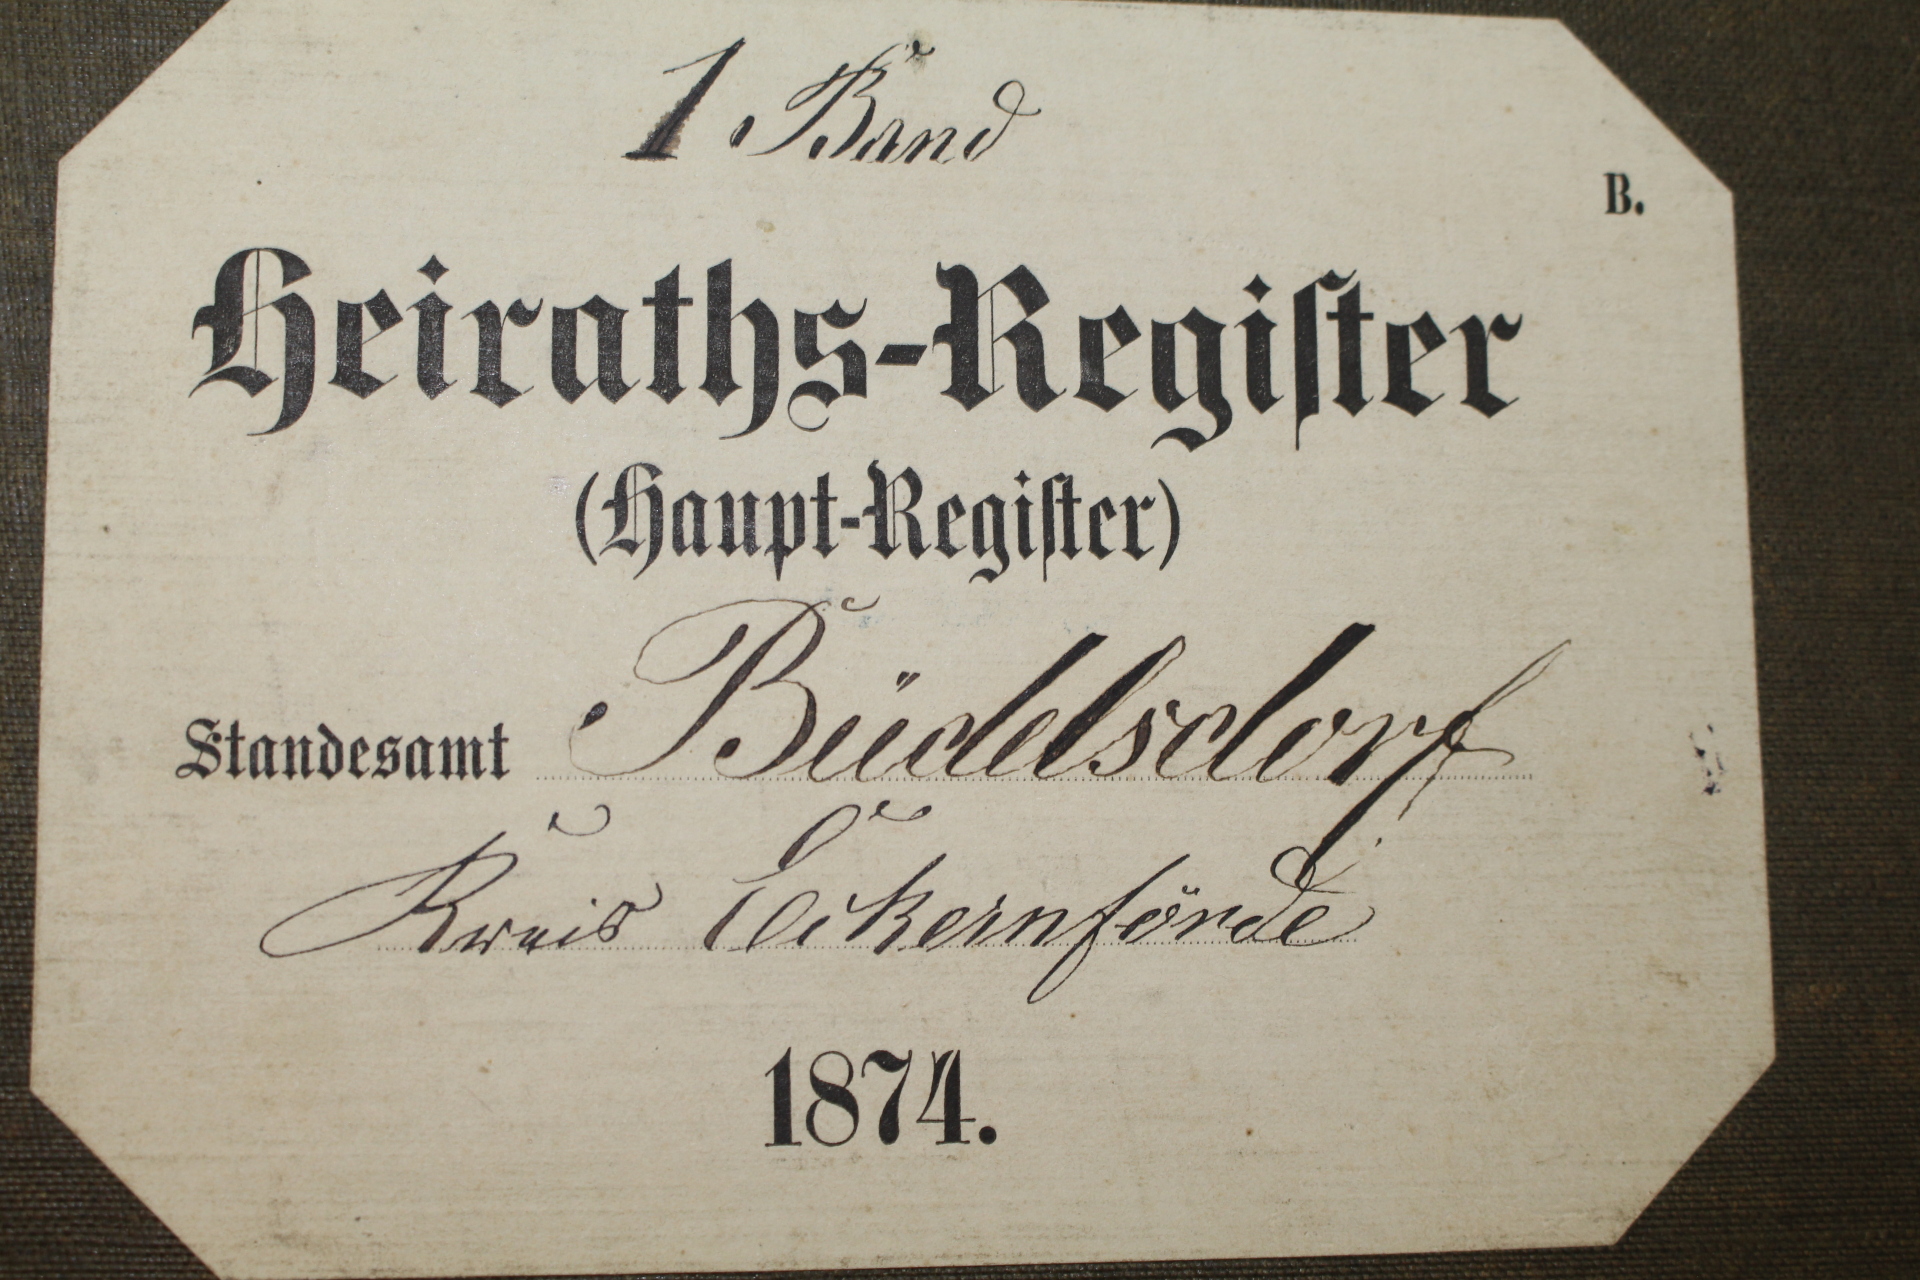 1. Band
B.
Heiraths-Regiſter
(Haupt-Regiſter)
Standesamt Büdelsdorf
Kreis Eckernförde
1874.